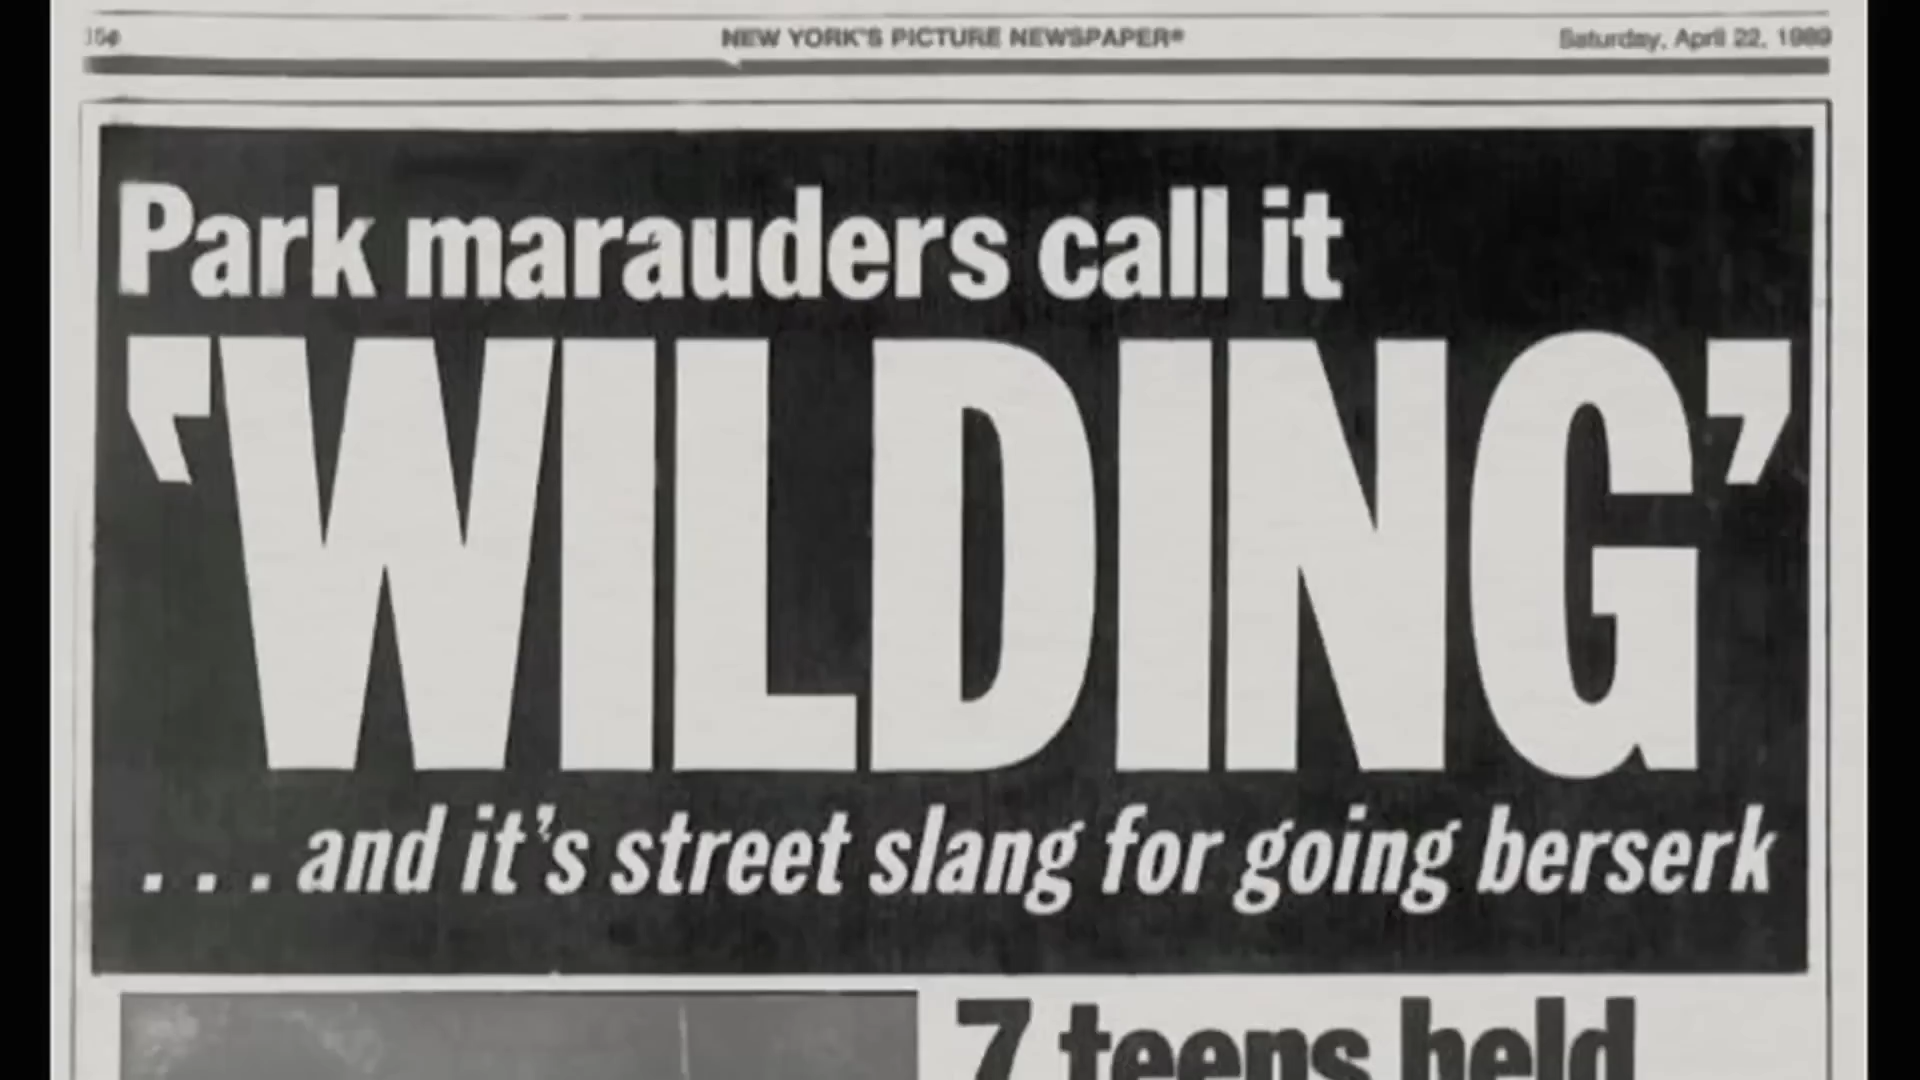 15¢ NEW YORK'S PICTURE NEWSPAPER® Saturday, April 22, 1989
Park marauders call it
'WILDING'
. . . and it's street slang for going berserk
7 teens held